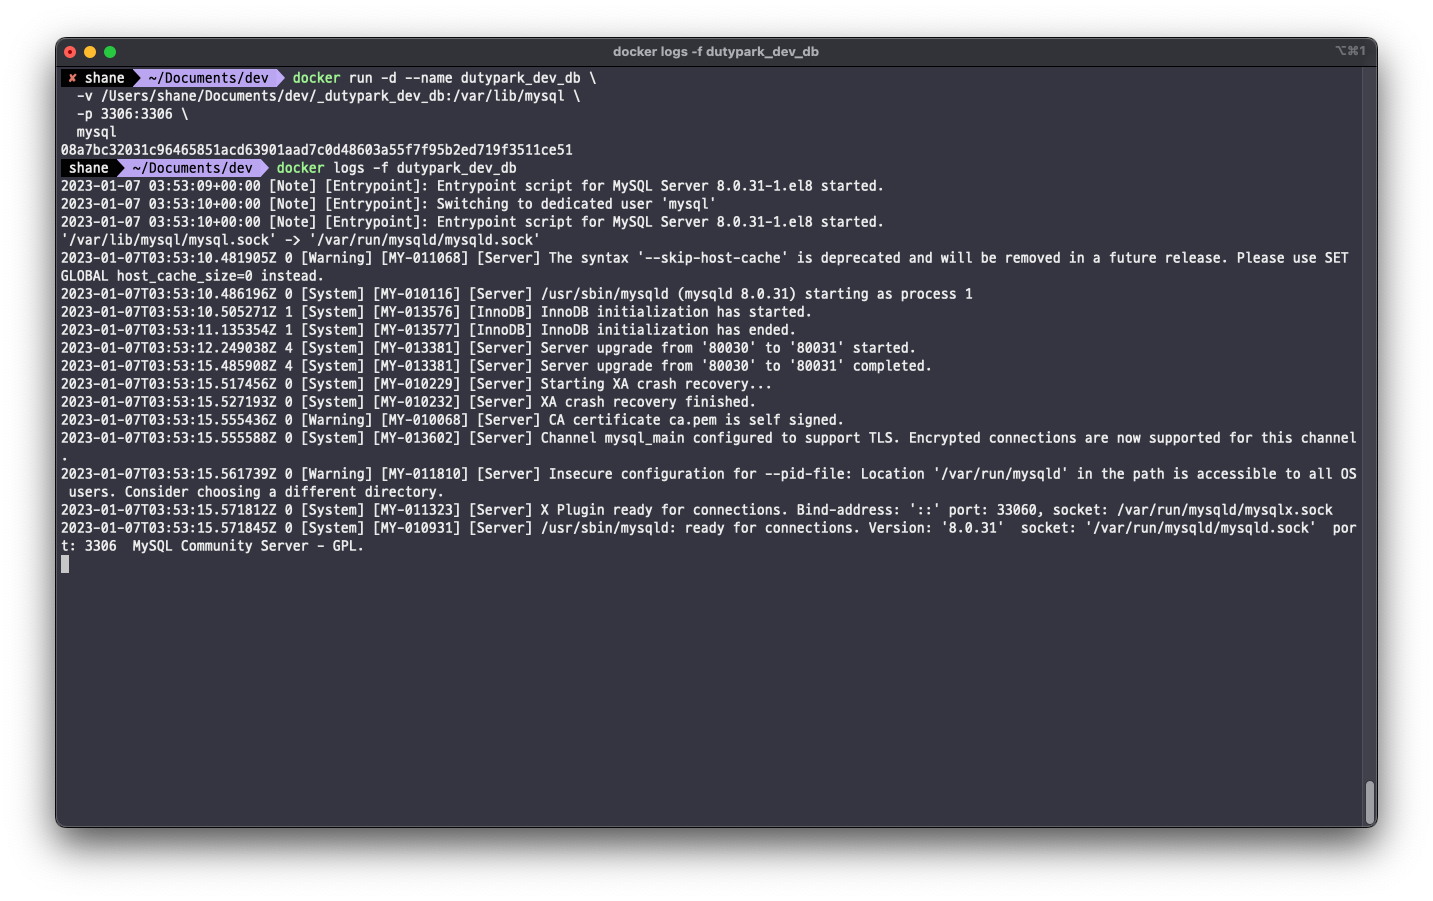 docker logs -f dutypark_dev_db
⌥⌘1
✘ shane ~/Documents/dev docker run -d --name dutypark_dev_db \
-v /Users/shane/Documents/dev/_dutypark_dev_db:/var/lib/mysql \
-p 3306:3306 \
mysql
08a7bc32031c96465851acd63901aad7c0d48603a55f7f95b2ed719f3511ce51
shane ~/Documents/dev docker logs -f dutypark_dev_db
2023-01-07 03:53:09+00:00 [Note] [Entrypoint]: Entrypoint script for MySQL Server 8.0.31-1.el8 started.
2023-01-07 03:53:10+00:00 [Note] [Entrypoint]: Switching to dedicated user 'mysql'
2023-01-07 03:53:10+00:00 [Note] [Entrypoint]: Entrypoint script for MySQL Server 8.0.31-1.el8 started.
'/var/lib/mysql/mysql.sock' -> '/var/run/mysqld/mysqld.sock'
2023-01-07T03:53:10.481905Z 0 [Warning] [MY-011068] [Server] The syntax '--skip-host-cache' is deprecated and will be removed in a future release. Please use SET
GLOBAL host_cache_size=0 instead.
2023-01-07T03:53:10.486196Z 0 [System] [MY-010116] [Server] /usr/sbin/mysqld (mysqld 8.0.31) starting as process 1
2023-01-07T03:53:10.505271Z 1 [System] [MY-013576] [InnoDB] InnoDB initialization has started.
2023-01-07T03:53:11.135354Z 1 [System] [MY-013577] [InnoDB] InnoDB initialization has ended.
2023-01-07T03:53:12.249038Z 4 [System] [MY-013381] [Server] Server upgrade from '80030' to '80031' started.
2023-01-07T03:53:15.485908Z 4 [System] [MY-013381] [Server] Server upgrade from '80030' to '80031' completed.
2023-01-07T03:53:15.517456Z 0 [System] [MY-010229] [Server] Starting XA crash recovery...
2023-01-07T03:53:15.527193Z 0 [System] [MY-010232] [Server] XA crash recovery finished.
2023-01-07T03:53:15.555436Z 0 [Warning] [MY-010068] [Server] CA certificate ca.pem is self signed.
2023-01-07T03:53:15.555588Z 0 [System] [MY-013602] [Server] Channel mysql_main configured to support TLS. Encrypted connections are now supported for this channel
.
2023-01-07T03:53:15.561739Z 0 [Warning] [MY-011810] [Server] Insecure configuration for --pid-file: Location '/var/run/mysqld' in the path is accessible to all OS
users. Consider choosing a different directory.
2023-01-07T03:53:15.571812Z 0 [System] [MY-011323] [Server] X Plugin ready for connections. Bind-address: '::' port: 33060, socket: /var/run/mysqld/mysqlx.sock
2023-01-07T03:53:15.571845Z 0 [System] [MY-010931] [Server] /usr/sbin/mysqld: ready for connections. Version: '8.0.31'  socket: '/var/run/mysqld/mysqld.sock'  por
t: 3306  MySQL Community Server - GPL.